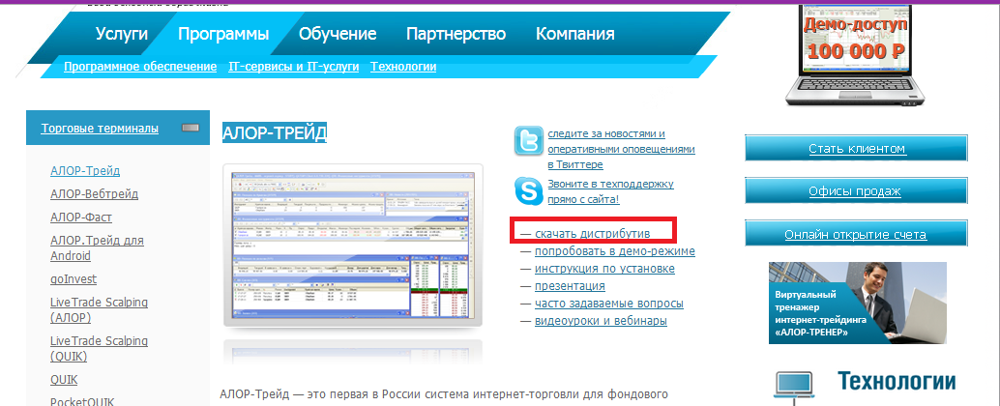 Услуги
Программы
Обучение
Партнерство
Компания
Программное обеспечение
IT-сервисы и IT-услуги
Технологии
Демо-доступ
100 000 Р
Торговые терминалы
АЛОР-Трейд
АЛОР-Вебтрейд
АЛОР-Фаст
АЛОР.Трейд для
Android
goInvest
LiveTrade Scalping
(АЛОР)
LiveTrade Scalping
(QUIK)
QUIK
PocketQUIK
АЛОР-ТРЕЙД
следите за новостями и
оперативными оповещениями
в Твиттере
Звоните в техподдержку
прямо с сайта!
— скачать дистрибутив
— попробовать в демо-режиме
— инструкция по установке
— презентация
— часто задаваемые вопросы
— видеоуроки и вебинары
АЛОР-Трейд — это первая в России система интернет-торговли для фондового
Стать клиентом
Офисы продаж
Онлайн открытие счета
Виртуальный
тренажер
интернет-трейдинга
«АЛОР-ТРЕНЕР»
Технологии